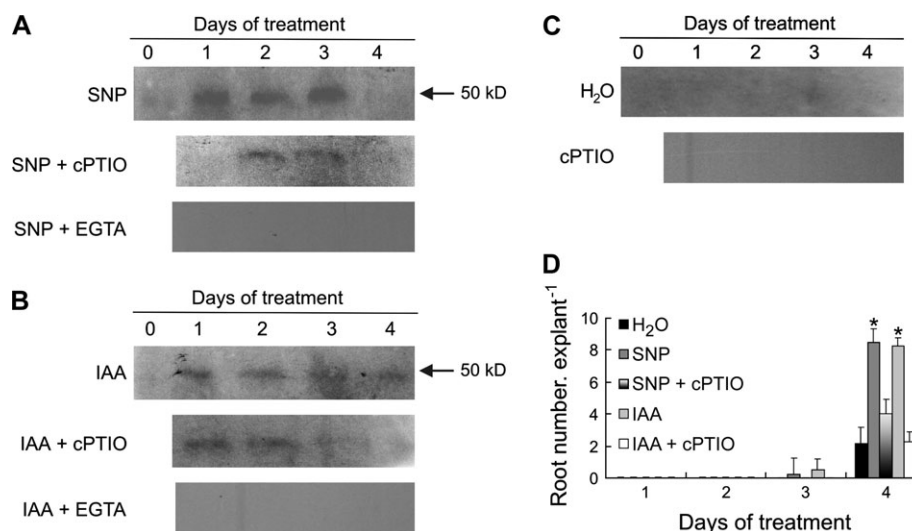 A
Days of treatment
0 1 2 3 4
SNP
50 kD
SNP + cPTIO
SNP + EGTA
B
Days of treatment
0 1 2 3 4
IAA
50 kD
IAA + cPTIO
IAA + EGTA
C
Days of treatment
0 1 2 3 4
H₂O
cPTIO
D
Root number. explant⁻¹
10
8
6
4
2
0
H₂O
SNP
SNP + cPTIO
IAA
IAA + cPTIO
* *
1 2 3 4
Days of treatment